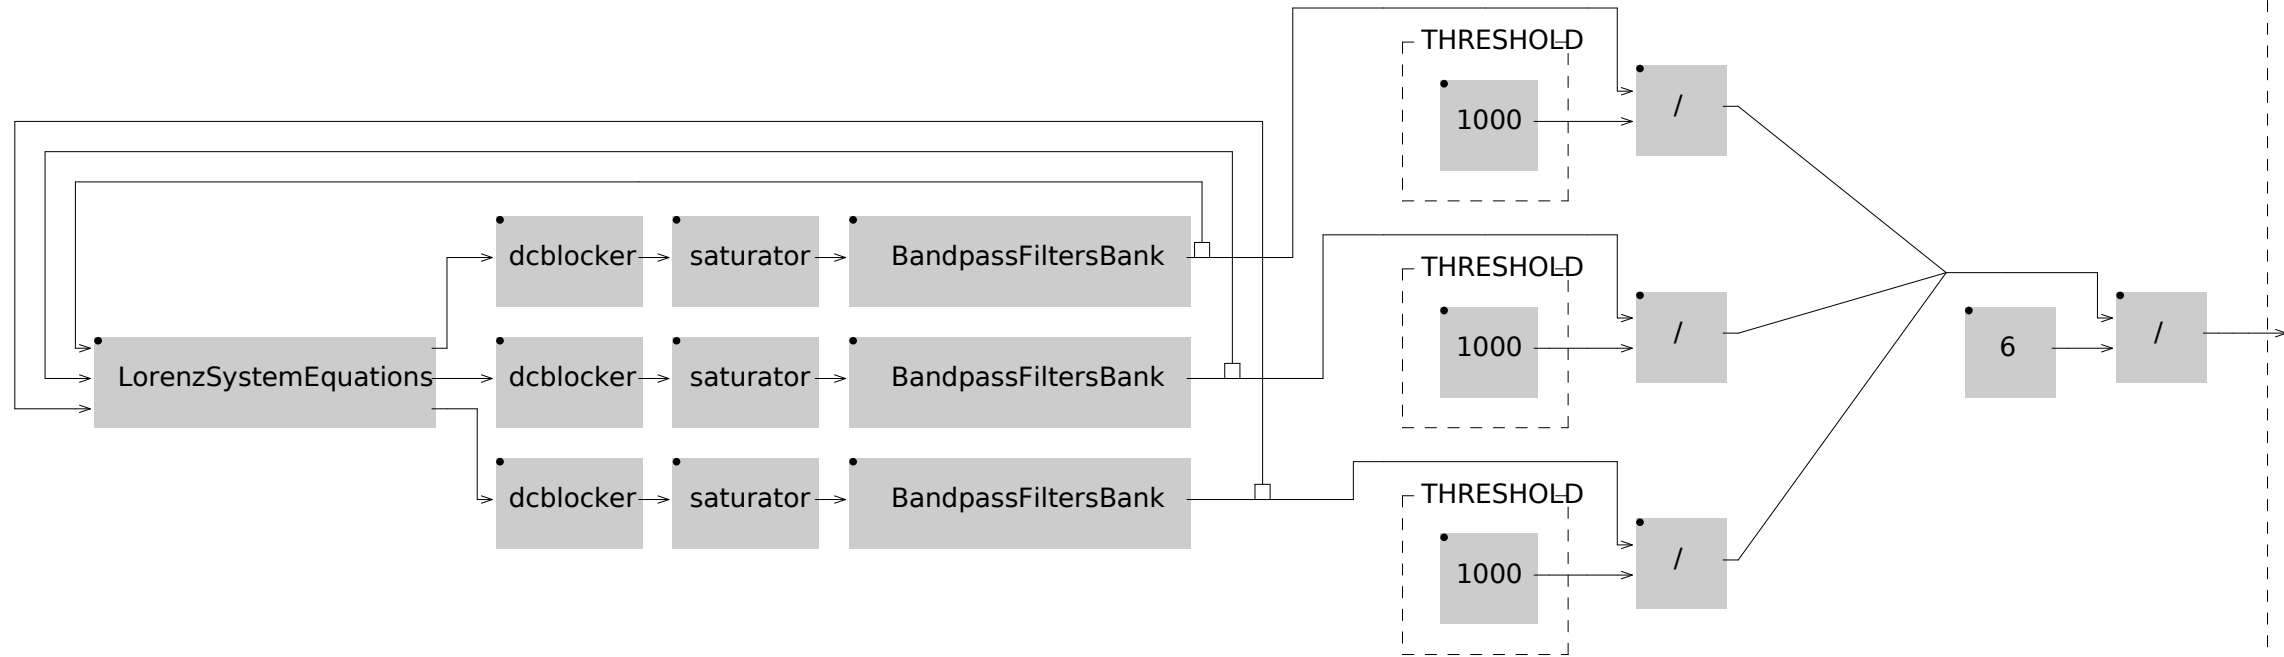 THRESHOLD
1000
/
dcblocker
saturator
BandpassFiltersBank
THRESHOLD
1000
/
6
/
LorenzSystemEquations
dcblocker
saturator
BandpassFiltersBank
dcblocker
saturator
BandpassFiltersBank
THRESHOLD
1000
/